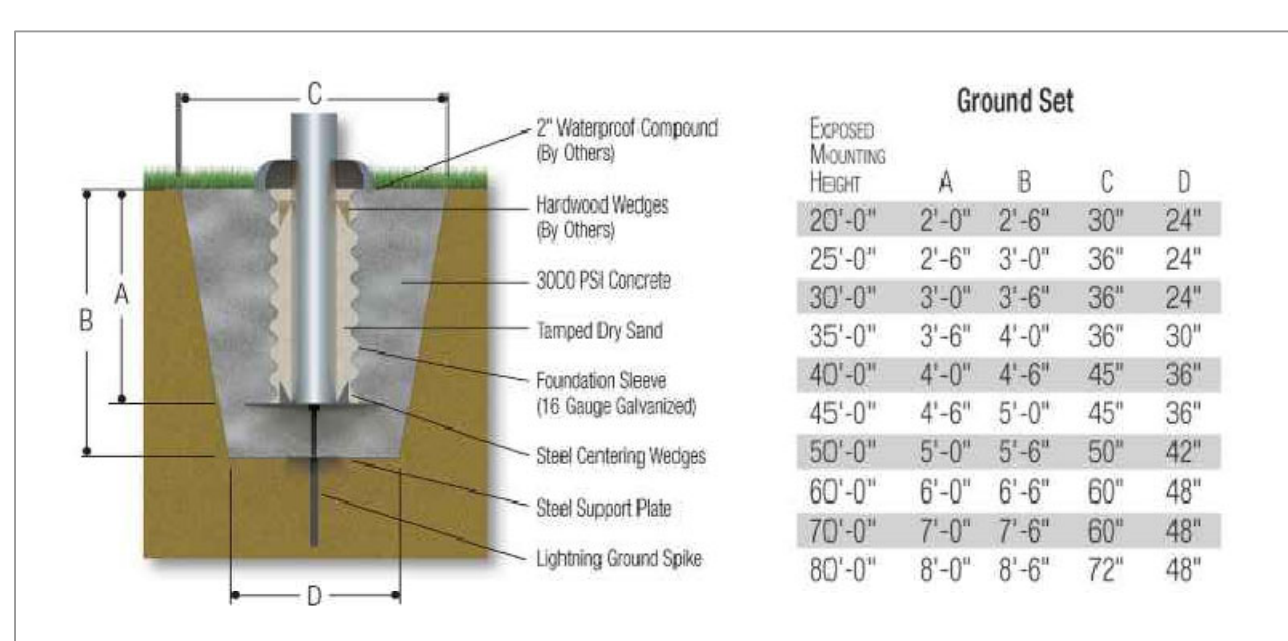 C
A
B
D
2" Waterproof Compound
(By Others)
Hardwood Wedges
(By Others)
3000 PSI Concrete
Tamped Dry Sand
Foundation Sleeve
(16 Gauge Galvanized)
Steel Centering Wedges
Steel Support Plate
Lightning Ground Spike
Ground Set
EXPOSED
MOUNTING
HEIGHT A B C D
20'-0" 2'-0" 2'-6" 30" 24"
25'-0" 2'-6" 3'-0" 36" 24"
30'-0" 3'-0" 3'-6" 36" 24"
35'-0" 3'-6" 4'-0" 36" 30"
40'-0" 4'-0" 4'-6" 45" 36"
45'-0" 4'-6" 5'-0" 45" 36"
50'-0" 5'-0" 5'-6" 50" 42"
60'-0" 6'-0" 6'-6" 60" 48"
70'-0" 7'-0" 7'-6" 60" 48"
80'-0" 8'-0" 8'-6" 72" 48"